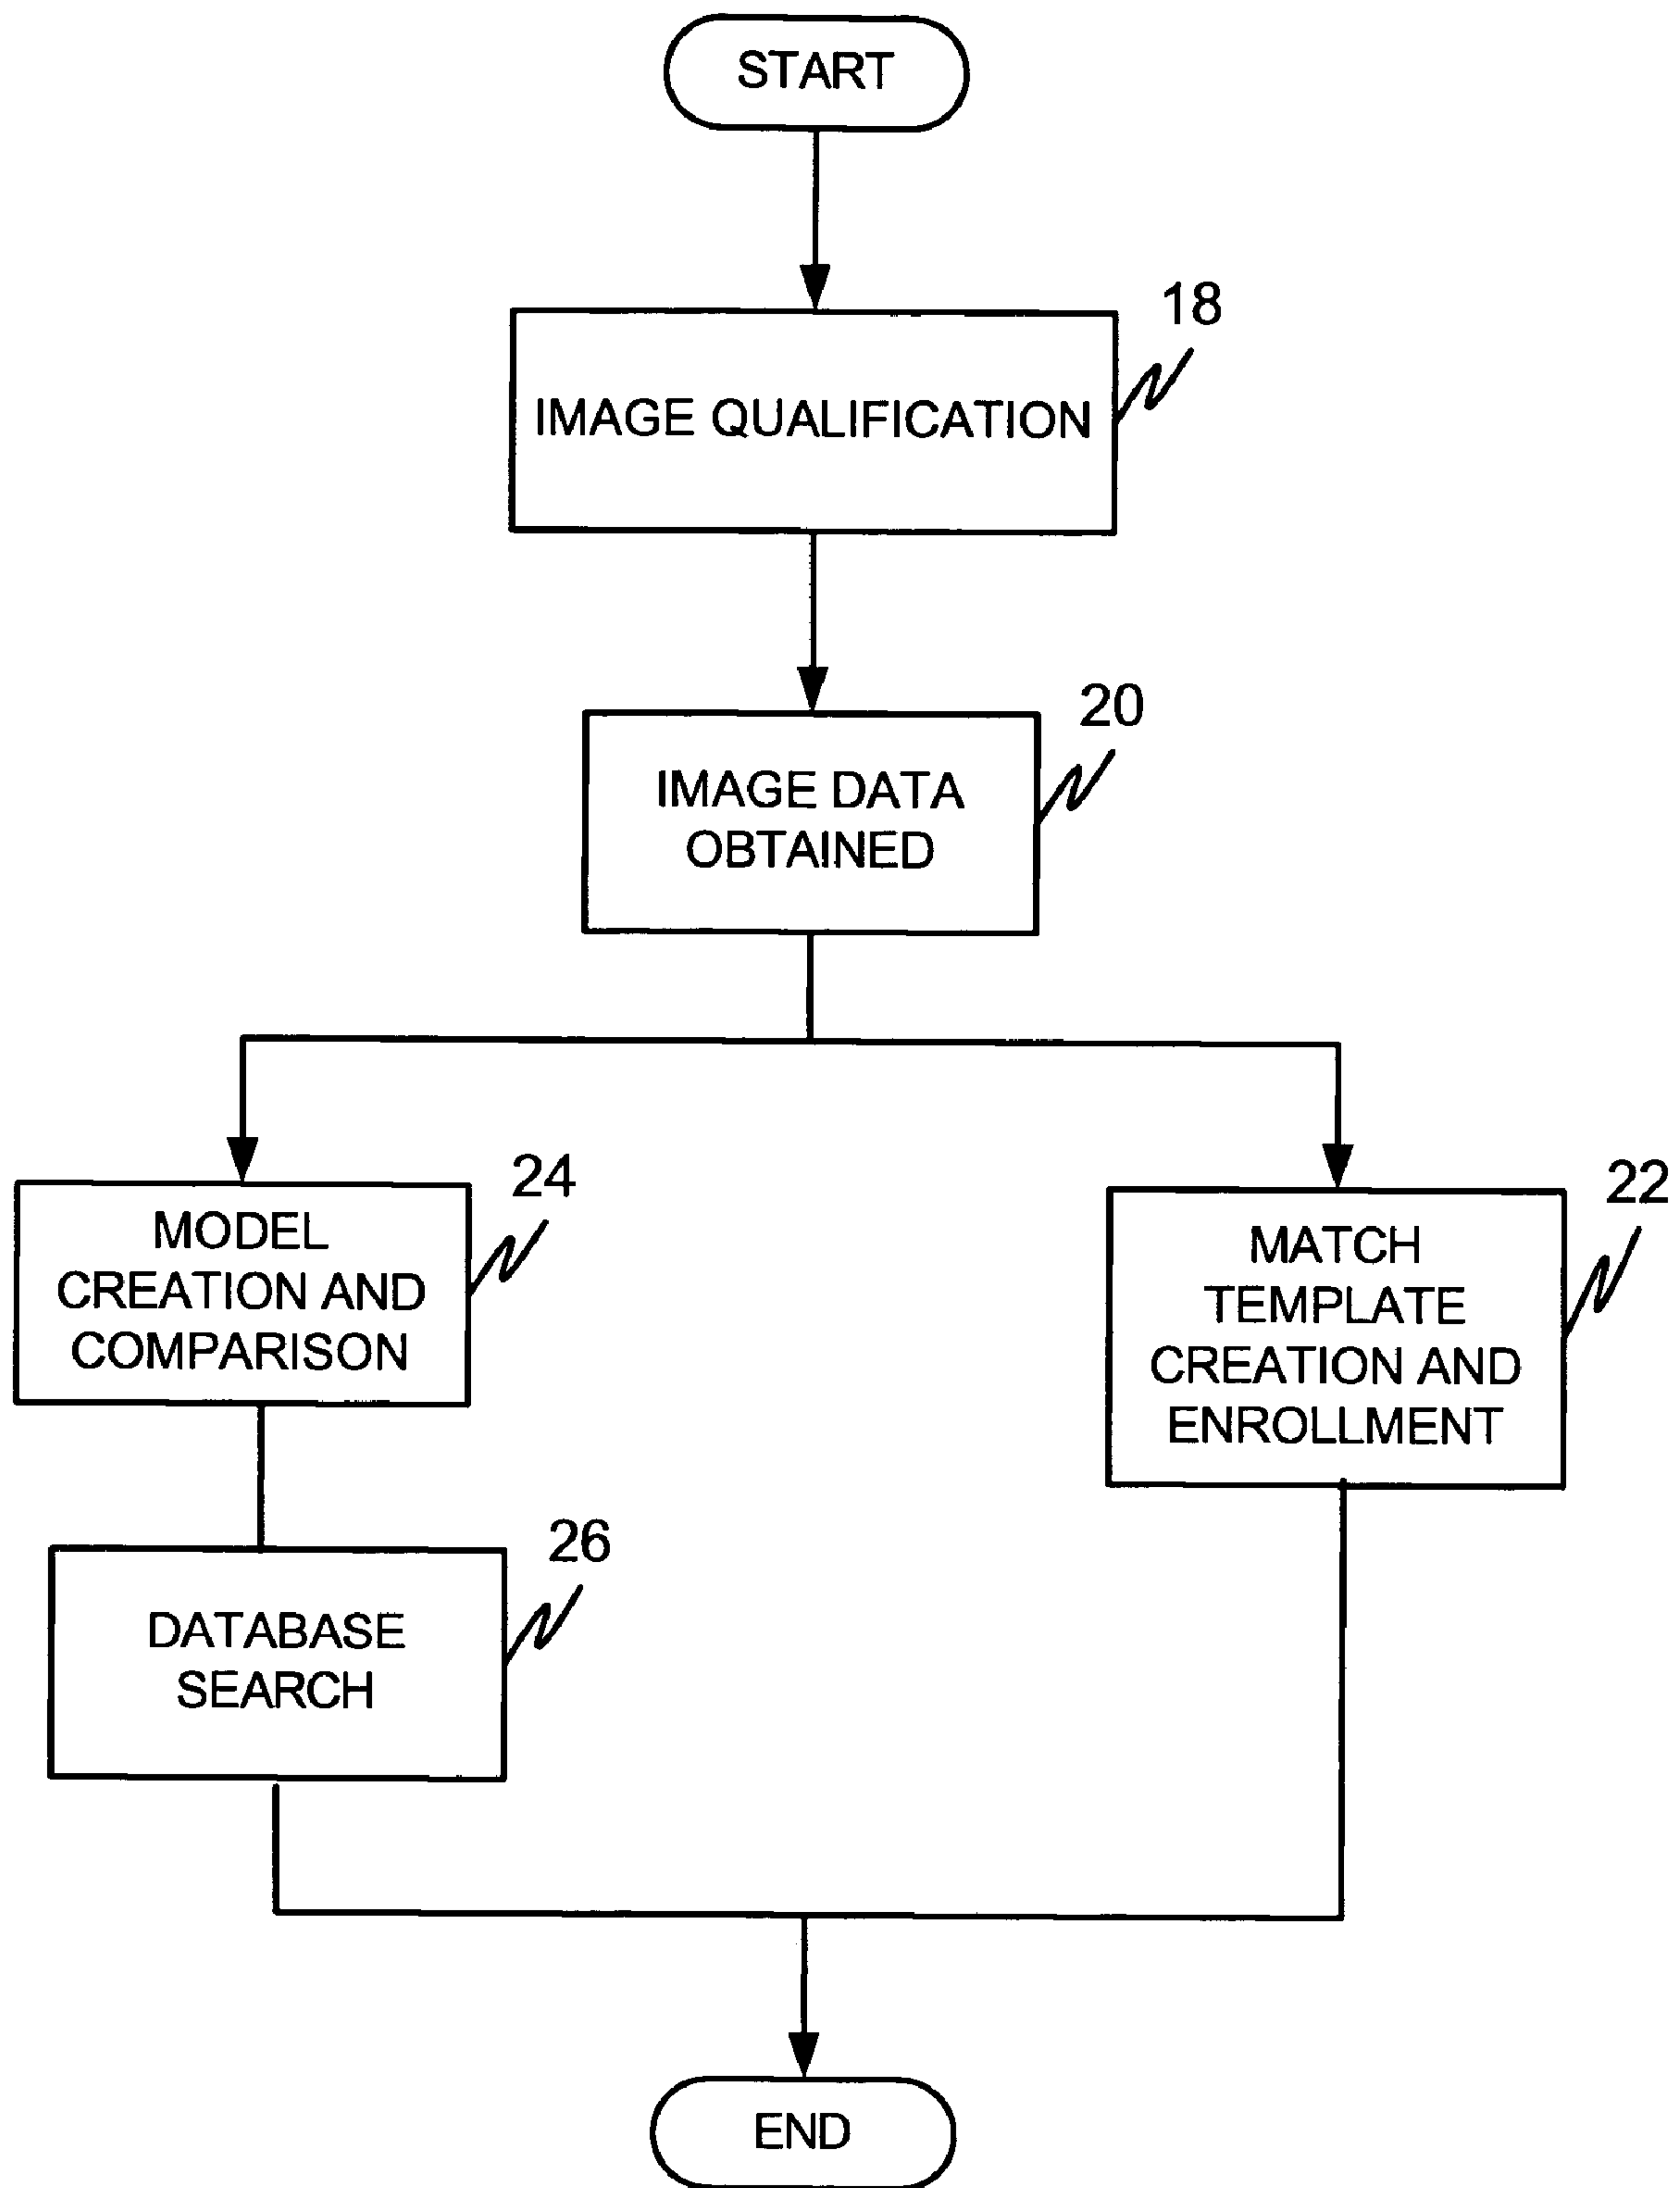 START
18
IMAGE QUALIFICATION
20
IMAGE DATA
OBTAINED
24
MODEL
CREATION AND
COMPARISON
22
MATCH
TEMPLATE
CREATION AND
ENROLLMENT
26
DATABASE
SEARCH
END